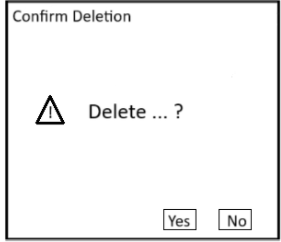 Confirm Deletion
Delete ... ?
Yes No